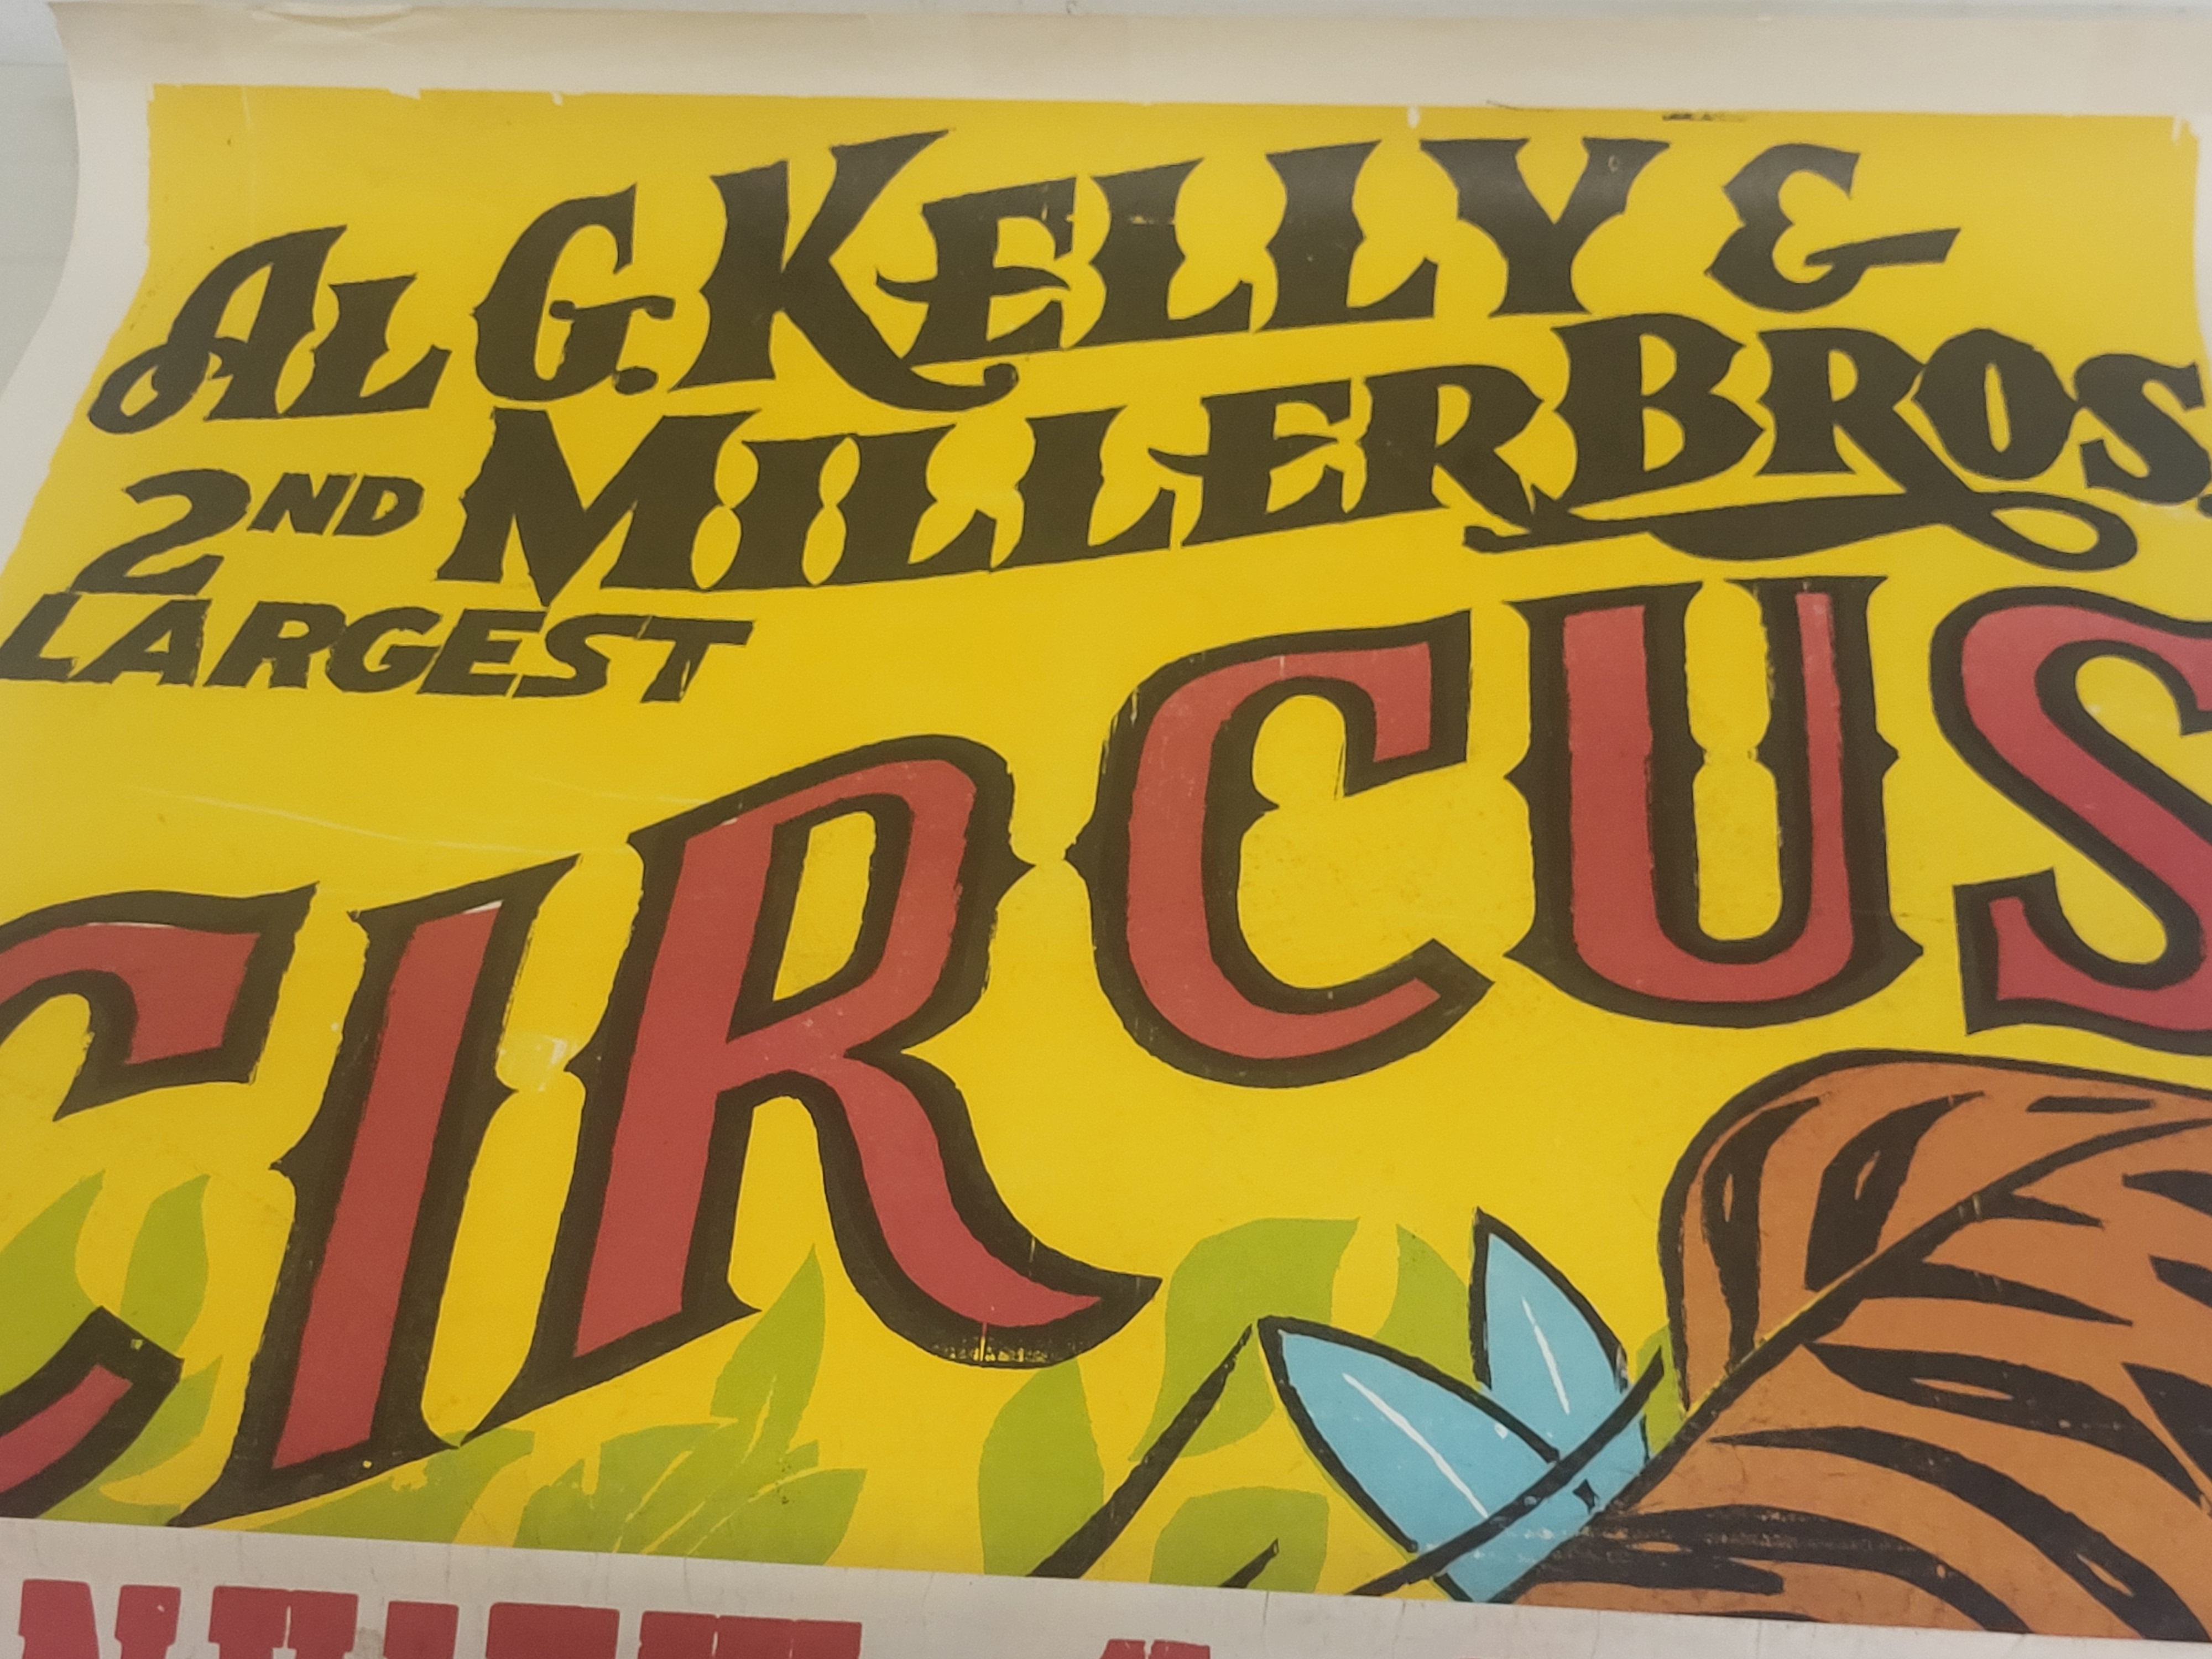 AL G. KELLY &
MILLER BROS.
2ND
LARGEST
CIRCUS